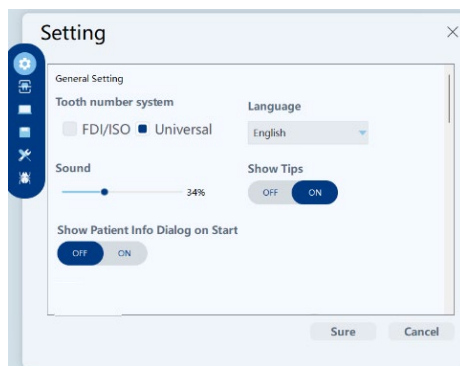 Setting
General Setting
Tooth number system
FDI/ISO Universal
Language
English
Sound
34%
Show Tips
OFF ON
Show Patient Info Dialog on Start
OFF ON
Sure Cancel